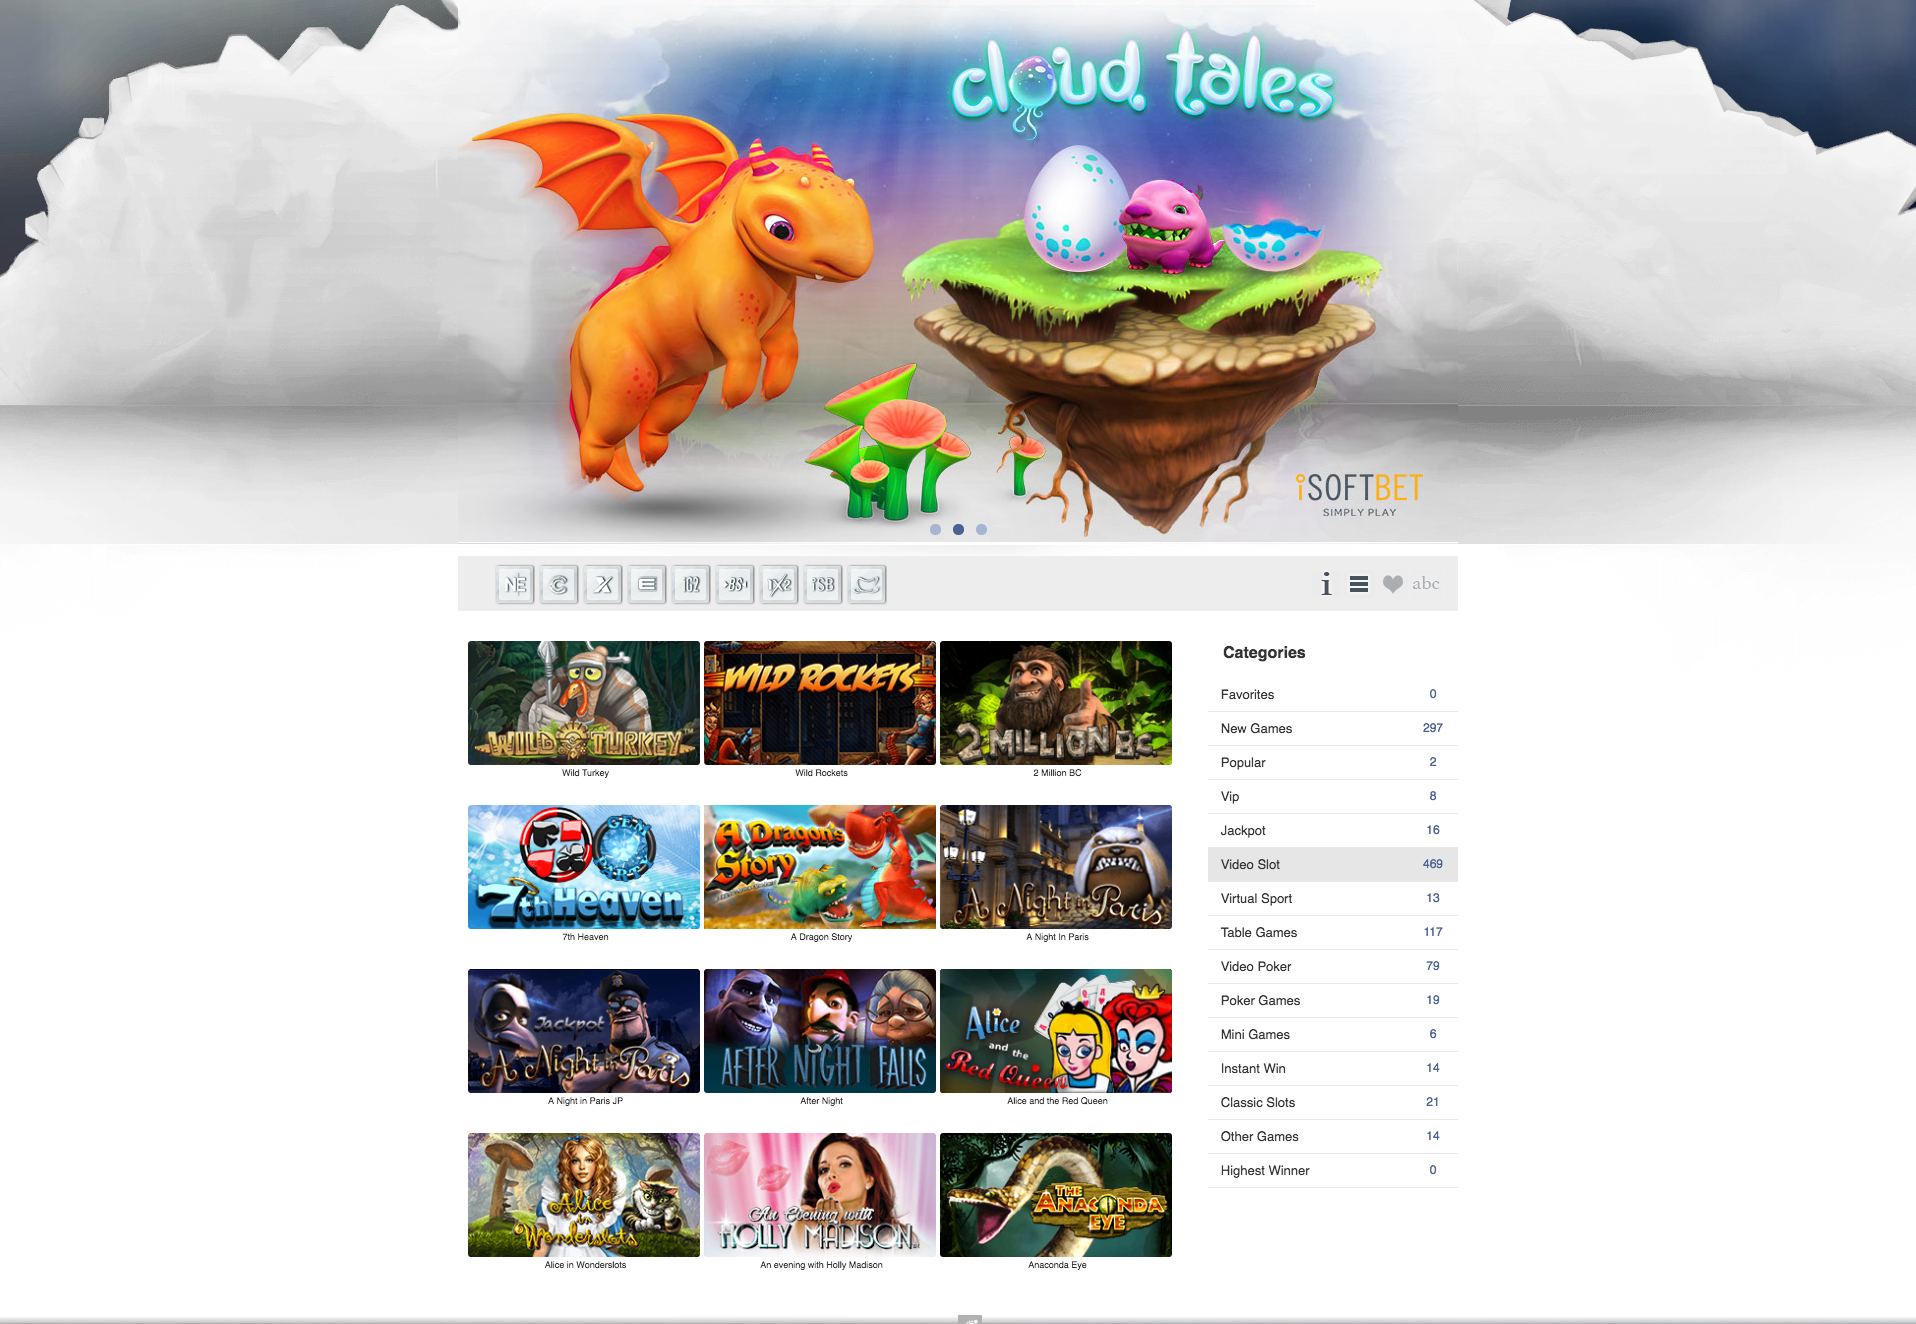 cloud tales
iSOFTBET
SIMPLY PLAY
NE C X E 1G2 >BS+ 1X2 iSB
i abc
WILD TURKEY™
Wild Turkey
WILD ROCKETS
Wild Rockets
2 MILLION B.C.
2 Million BC
7th Heaven
7th Heaven
A Dragon's Story
A Dragon Story
A Night in Paris
A Night In Paris
Jackpot
A Night in Paris
A Night in Paris JP
AFTER NIGHT FALLS
After Night
Alice
and the
Red Queen
Alice and the Red Queen
Alice
in
Wonderslots
Alice in Wonderslots
An Evening with
HOLLY MADISON
An evening with Holly Madison
THE
ANACONDA
EYE
Anaconda Eye
Categories
Favorites 0
New Games 297
Popular 2
Vip 8
Jackpot 16
Video Slot 469
Virtual Sport 13
Table Games 117
Video Poker 79
Poker Games 19
Mini Games 6
Instant Win 14
Classic Slots 21
Other Games 14
Highest Winner 0